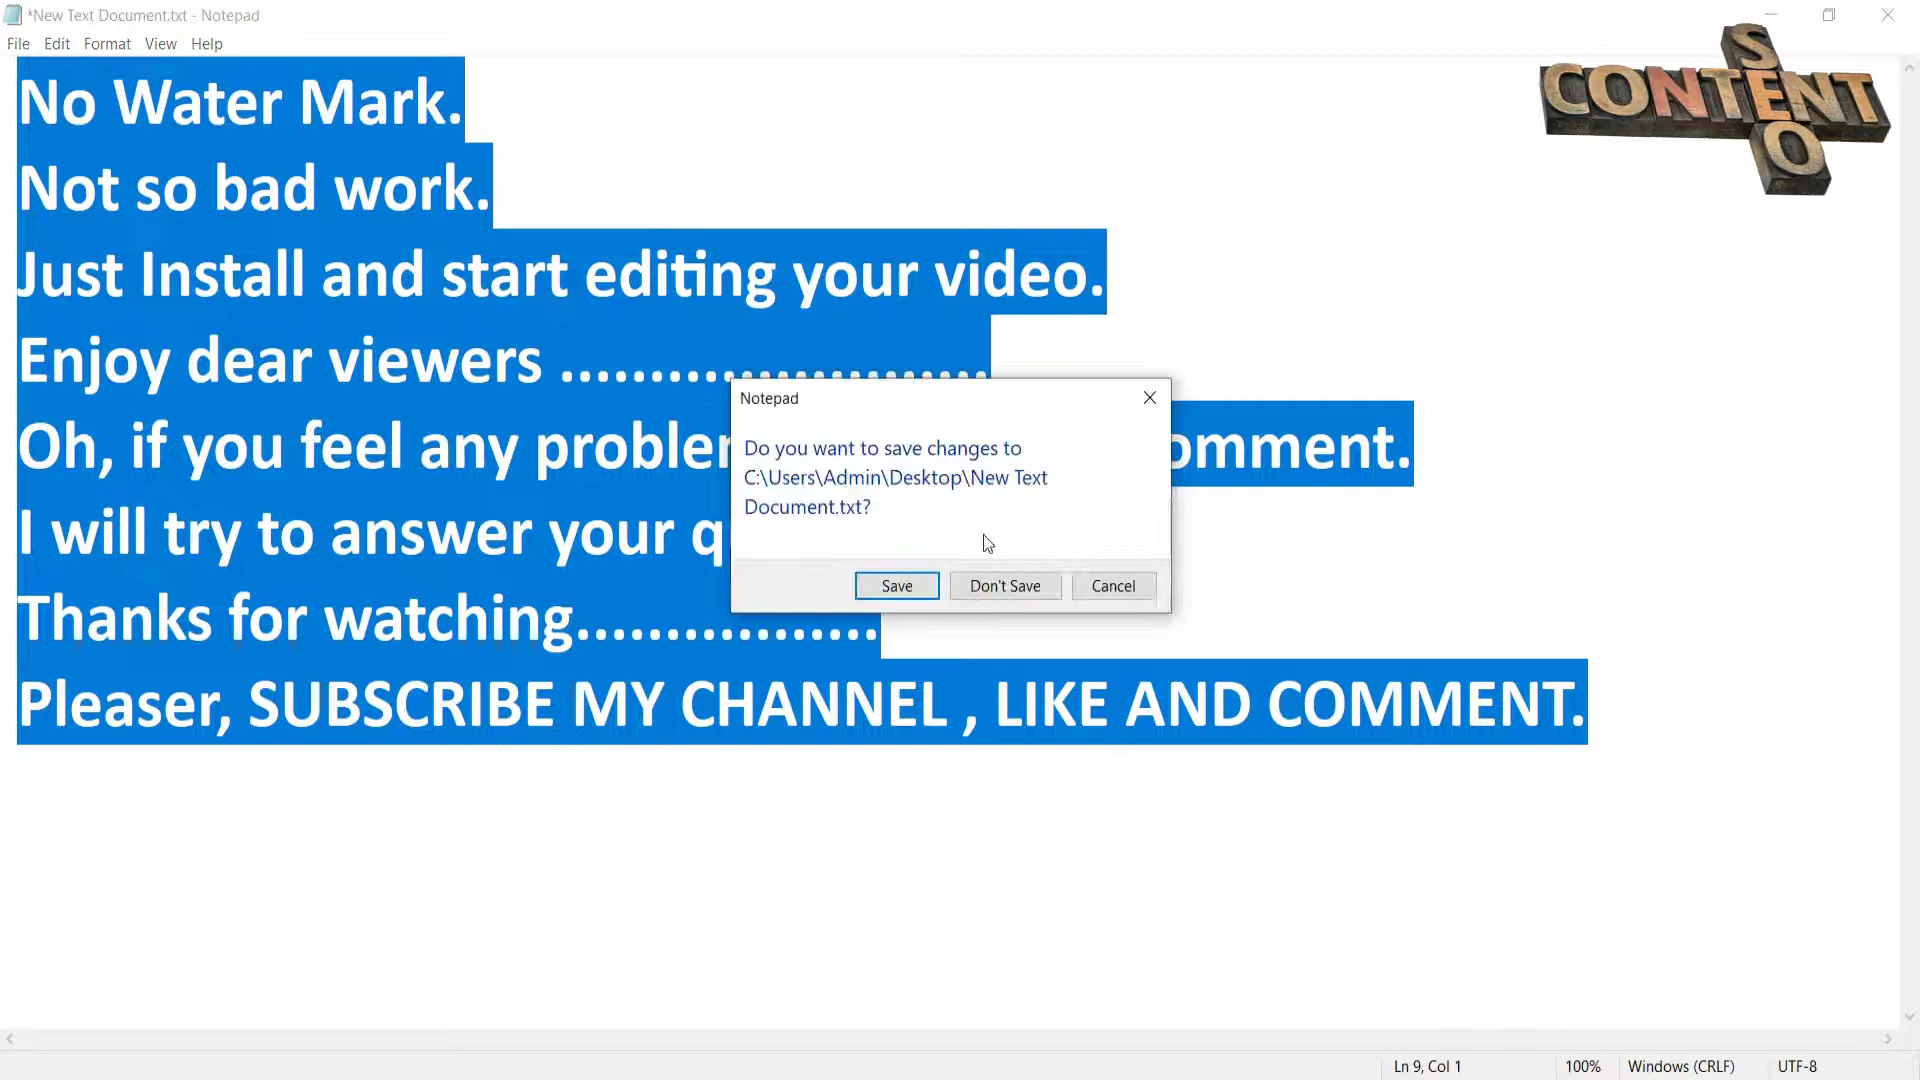 *New Text Document.txt - Notepad
File Edit Format View Help
CONTENT
SEO
No Water Mark.
Not so bad work.
Just Install and start editing your video.
Enjoy dear viewers ........................
Oh, if you feel any
omment.
I will try to answer your
Thanks for watching.................
Pleaser, SUBSCRIBE MY CHANNEL , LIKE AND COMMENT.
Notepad
Do you want to save changes to
C:\Users\Admin\Desktop\New Text
Document.txt?
Save Don't Save Cancel
Ln 9, Col 1 100% Windows (CRLF) UTF-8